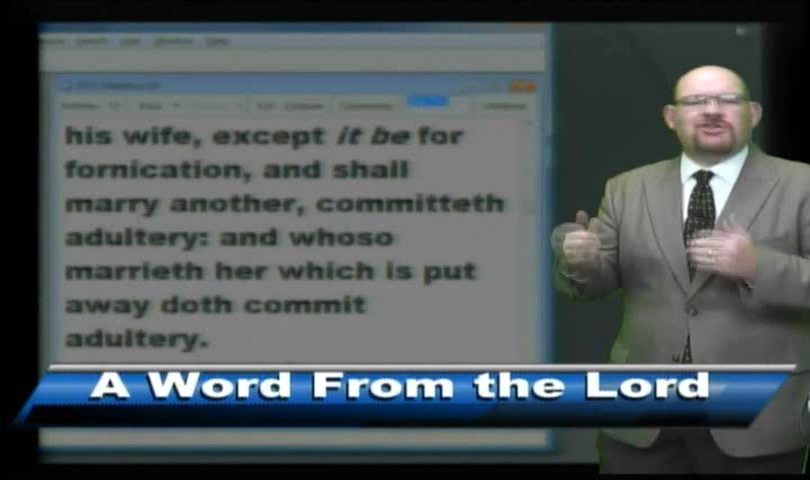 his wife, except it be for
fornication, and shall
marry another, committeth
adultery: and whoso
marrieth her which is put
away doth commit
adultery.
A Word From the Lord